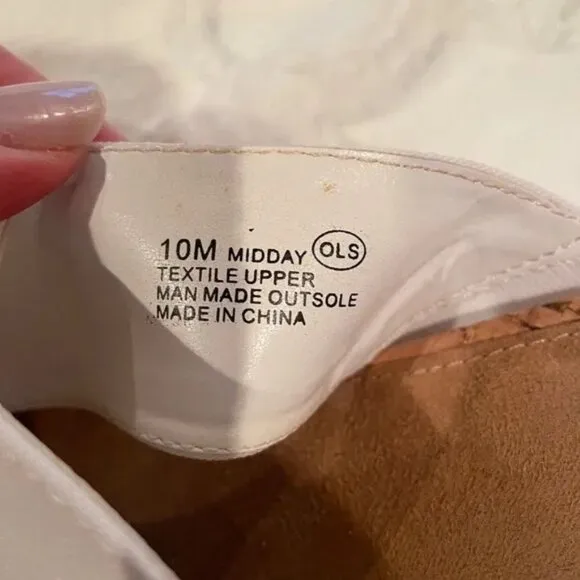 10M MIDDAY OLS
TEXTILE UPPER
MAN MADE OUTSOLE
MADE IN CHINA